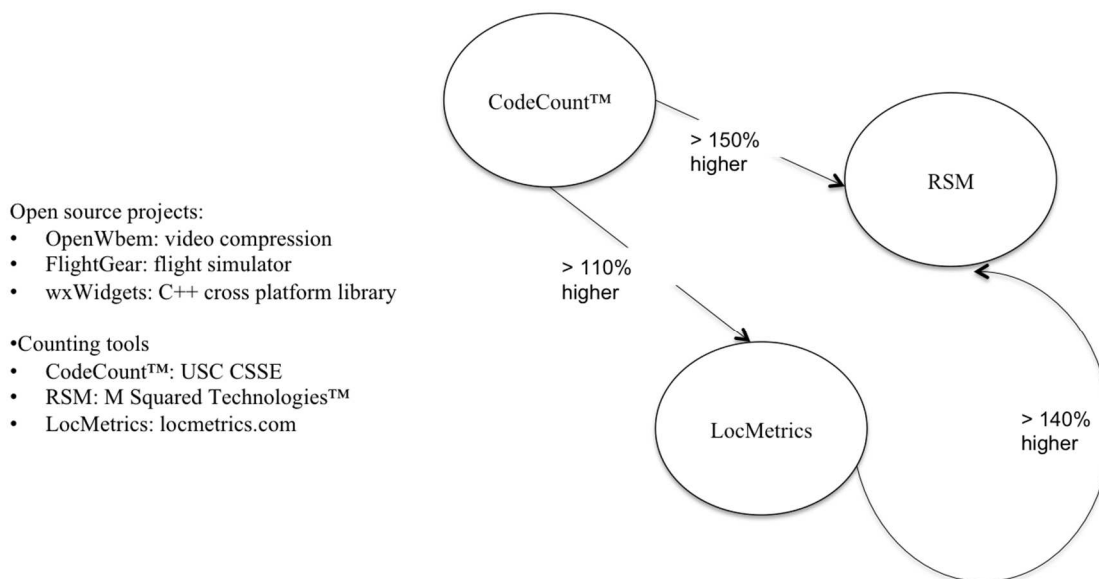 Open source projects:
• OpenWbem: video compression
• FlightGear: flight simulator
• wxWidgets: C++ cross platform library
•Counting tools
• CodeCount™: USC CSSE
• RSM: M Squared Technologies™
• LocMetrics: locmetrics.com
CodeCount™
> 150%
higher
RSM
> 110%
higher
LocMetrics
> 140%
higher